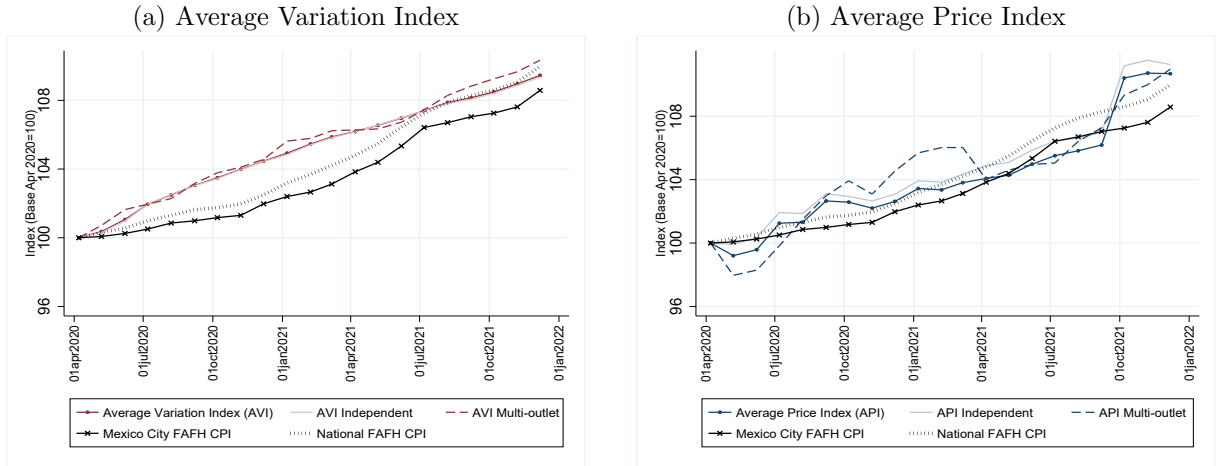 (a) Average Variation Index
Index (Base Apr 2020=100)
108
104
100
96
01apr2020
01jul2020
01oct2020
01jan2021
01apr2021
01jul2021
01oct2021
01jan2022
Average Variation Index (AVI)
AVI Independent
AVI Multi-outlet
Mexico City FAFH CPI
National FAFH CPI
(b) Average Price Index
Index (Base Apr 2020=100)
108
104
100
96
01apr2020
01jul2020
01oct2020
01jan2021
01apr2021
01jul2021
01oct2021
01jan2022
Average Price Index (API)
API Independent
API Multi-outlet
Mexico City FAFH CPI
National FAFH CPI